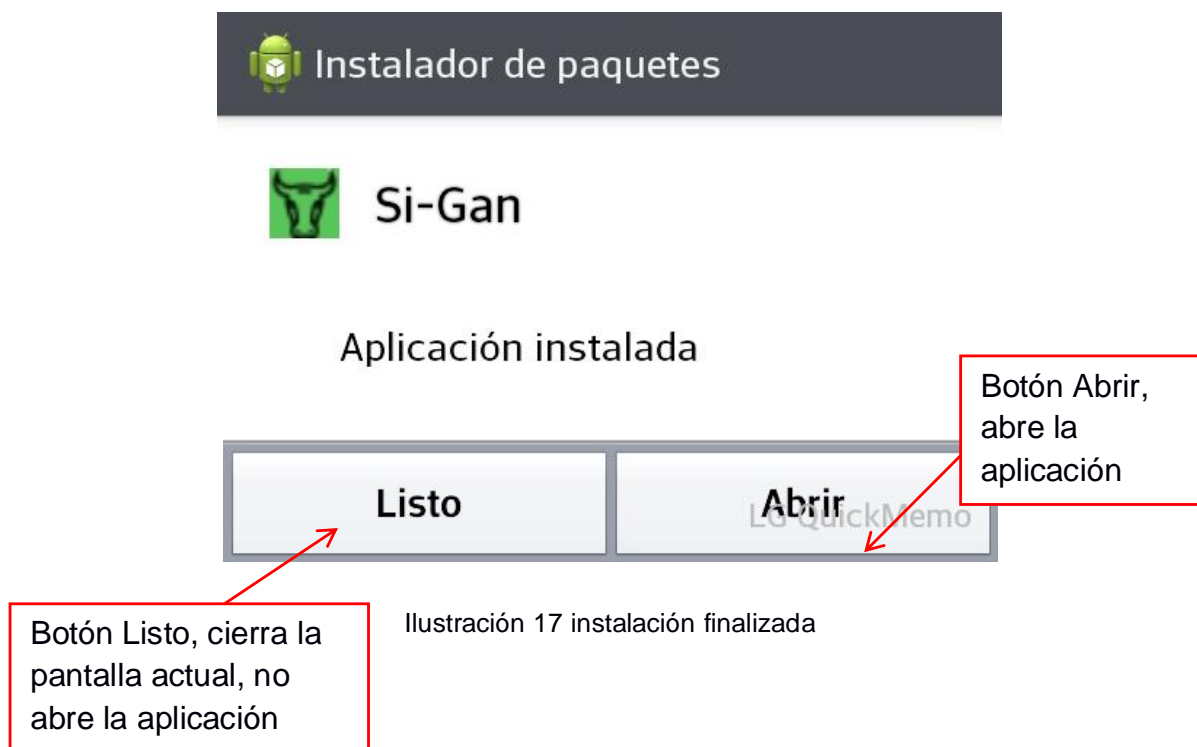 Instalador de paquetes
Si-Gan
Aplicación instalada
Botón Abrir,
abre la
aplicación
Listo
Abrir
LG QuickMemo
Ilustración 17 instalación finalizada
Botón Listo, cierra la
pantalla actual, no
abre la aplicación